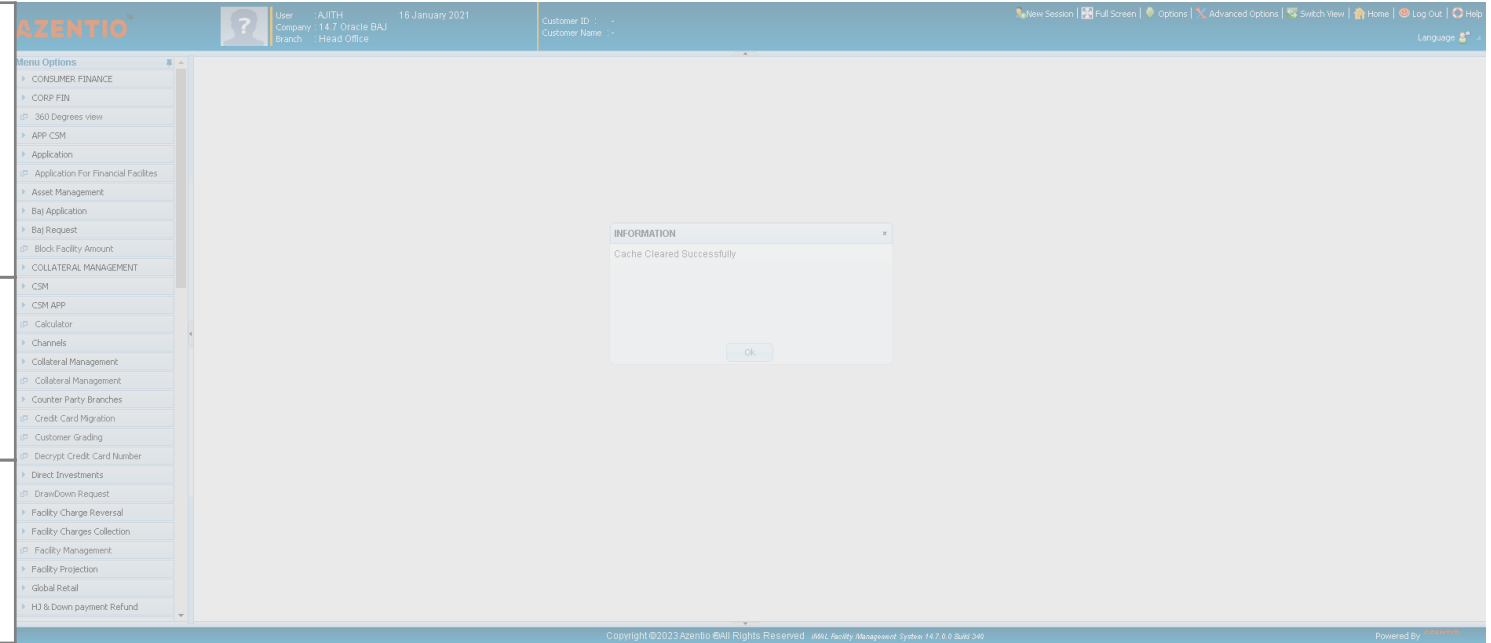 AZENTIO
User : AJITH 16 January 2021
Company : 14.7 Oracle BAJ
Branch : Head Office
Customer ID : -
Customer Name : -
New Session | Full Screen | Options | Advanced Options | Switch View | Home | Log Out | Help
Language
Menu Options
CONSUMER FINANCE
CORP FIN
360 Degrees view
APP CSM
Application
Application For Financial Facilites
Asset Management
Baj Application
Baj Request
Block Facility Amount
COLLATERAL MANAGEMENT
CSM
CSM APP
Calculator
Channels
Collateral Management
Collateral Management
Counter Party Branches
Credit Card Migration
Customer Grading
Decrypt Credit Card Number
Direct Investments
DrawDown Request
Facility Charge Reversal
Facility Charges Collection
Facility Management
Facility Projection
Global Retail
HJ & Down payment Refund
INFORMATION
Cache Cleared Successfully
Ok
Copyright ©2023 Azentio ®All Rights Reserved iMAL Facility Management System 14.7.0.0 Build 340
Powered By AZENTIO